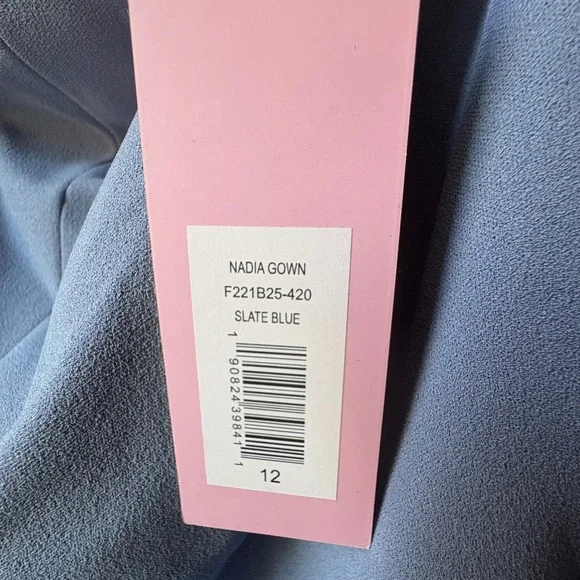 NADIA GOWN
F221B25-420
SLATE BLUE
1 90824 39841 1
12